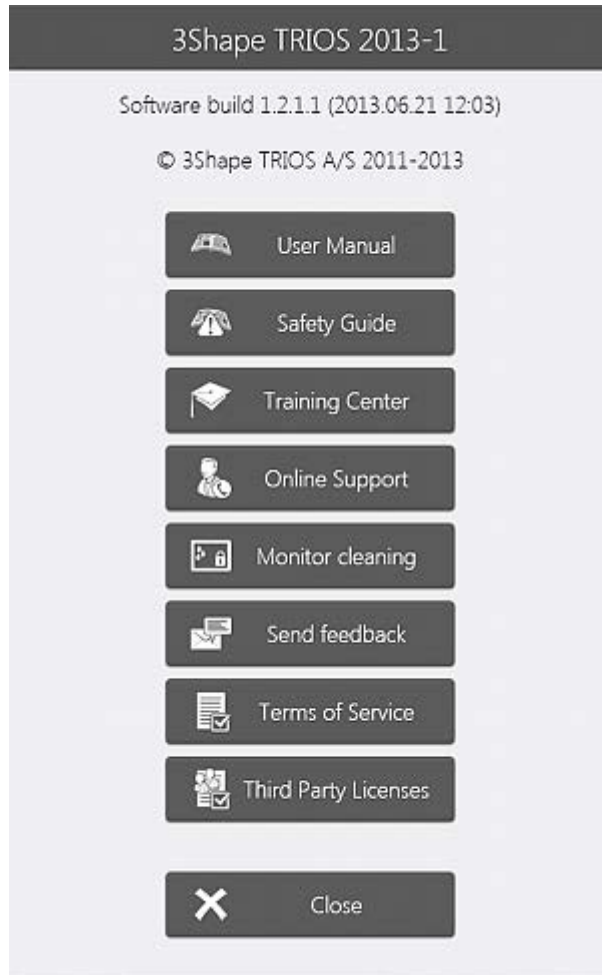 3Shape TRIOS 2013-1
Software build 1.2.1.1 (2013.06.21 12:03)
© 3Shape TRIOS A/S 2011-2013
User Manual
Safety Guide
Training Center
Online Support
Monitor cleaning
Send feedback
Terms of Service
Third Party Licenses
Close